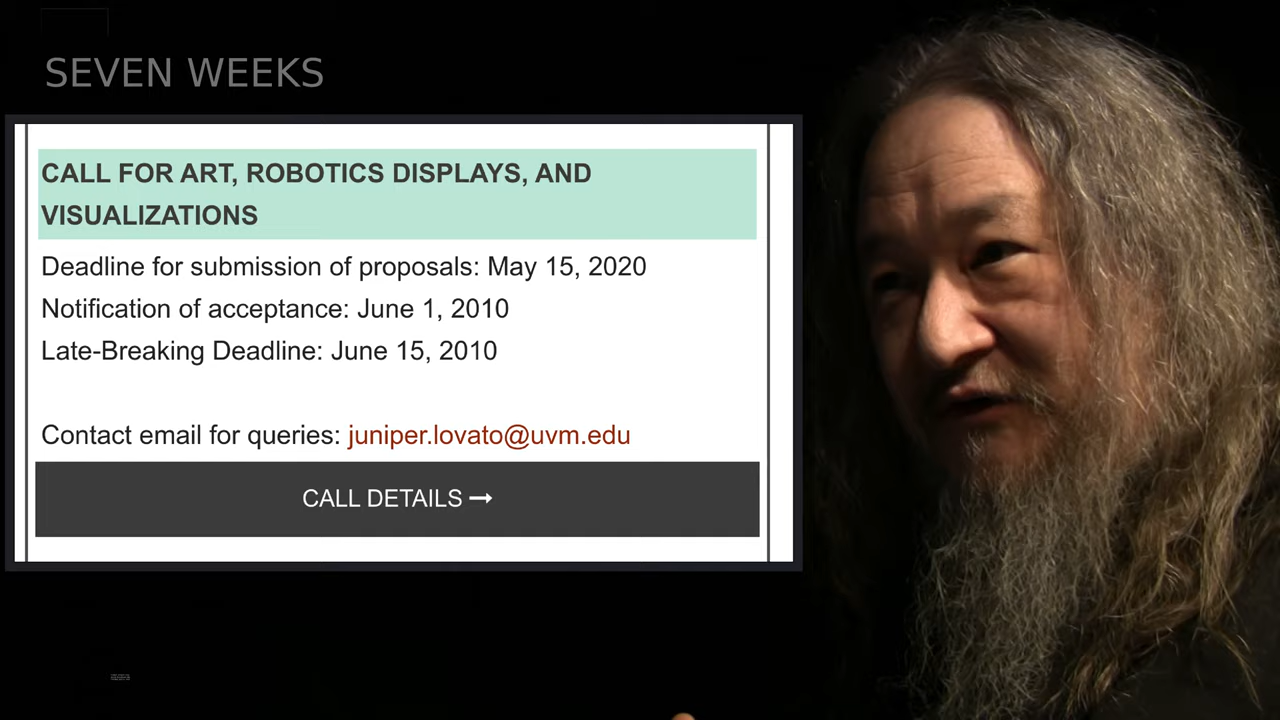 SEVEN WEEKS
CALL FOR ART, ROBOTICS DISPLAYS, AND
VISUALIZATIONS
Deadline for submission of proposals: May 15, 2020
Notification of acceptance: June 1, 2010
Late-Breaking Deadline: June 15, 2010
Contact email for queries: juniper.lovato@uvm.edu
CALL DETAILS ➞